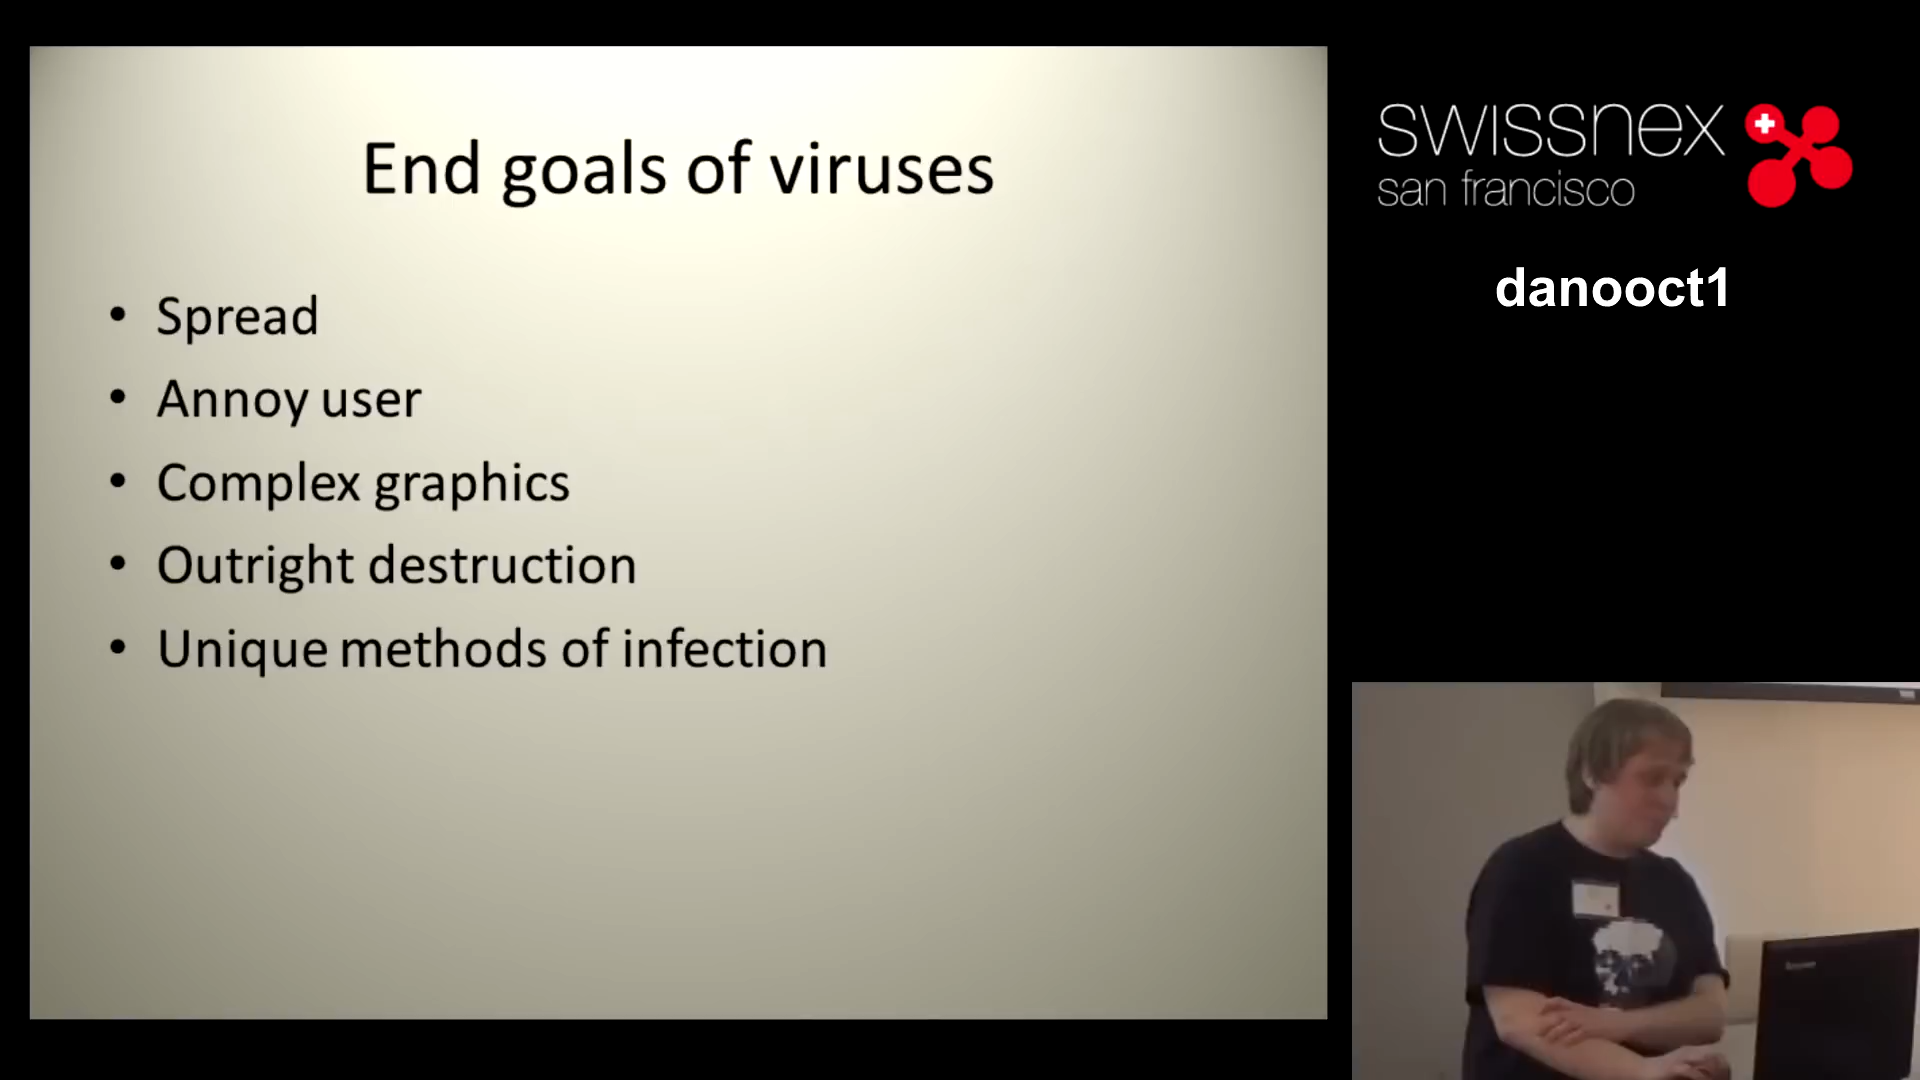 End goals of viruses
• Spread
• Annoy user
• Complex graphics
• Outright destruction
• Unique methods of infection
swissnex
san francisco
danooct1